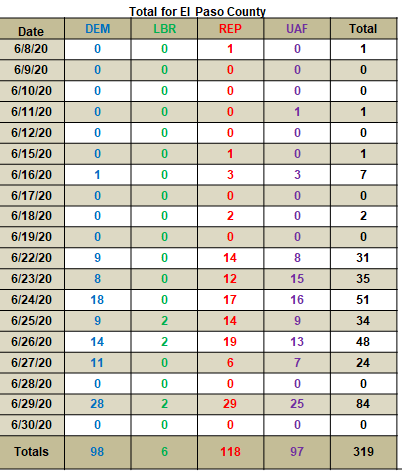 Total for El Paso County
Date DEM LBR REP UAF Total
6/8/20 0 0 1 0 1
6/9/20 0 0 0 0 0
6/10/20 0 0 0 0 0
6/11/20 0 0 0 1 1
6/12/20 0 0 0 0 0
6/15/20 0 0 1 0 1
6/16/20 1 0 3 3 7
6/17/20 0 0 0 0 0
6/18/20 0 0 2 0 2
6/19/20 0 0 0 0 0
6/22/20 9 0 14 8 31
6/23/20 8 0 12 15 35
6/24/20 18 0 17 16 51
6/25/20 9 2 14 9 34
6/26/20 14 2 19 13 48
6/27/20 11 0 6 7 24
6/28/20 0 0 0 0 0
6/29/20 28 2 29 25 84
6/30/20 0 0 0 0 0
Totals 98 6 118 97 319